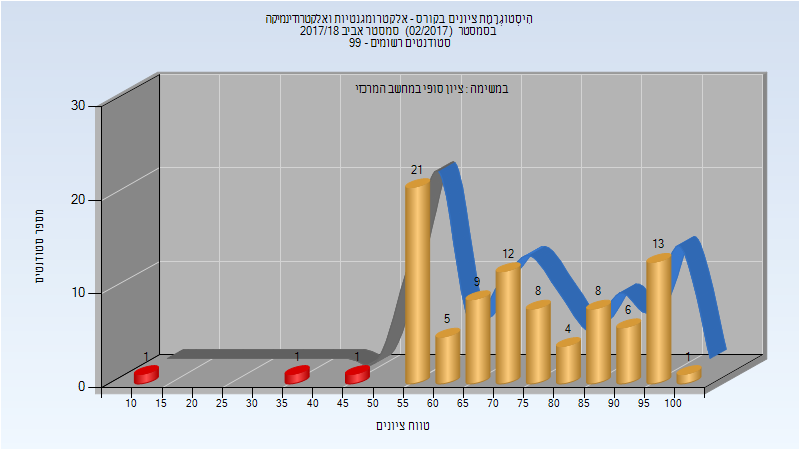 הִיסְטוֹגְרַמַת ציונים בקורס - אלקטרומגנטיות ואלקטרודינמיקה
בסמסטר (02/2017) סמסטר אביב 2017/18
סטודנטים רשומים - 99
במשימה : ציון סופי במחשב המרכזי
מספר סטודנטים
30
20
10
0
1 1 1 21 5 9 12 8 4 8 6 13 1
10 15 20 25 30 35 40 45 50 55 60 65 70 75 80 85 90 95 100
טווח ציונים